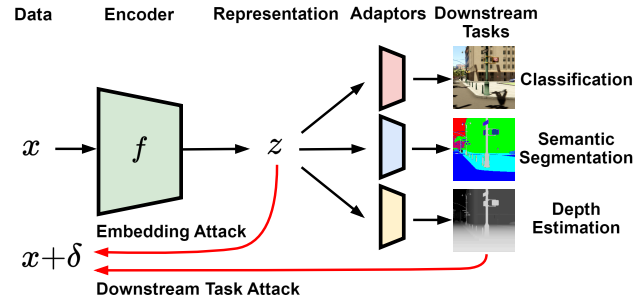 Data Encoder Representation Adaptors Downstream
Tasks
Classification
x f z
Semantic
Segmentation
Depth
Estimation
Embedding Attack
x+δ
Downstream Task Attack